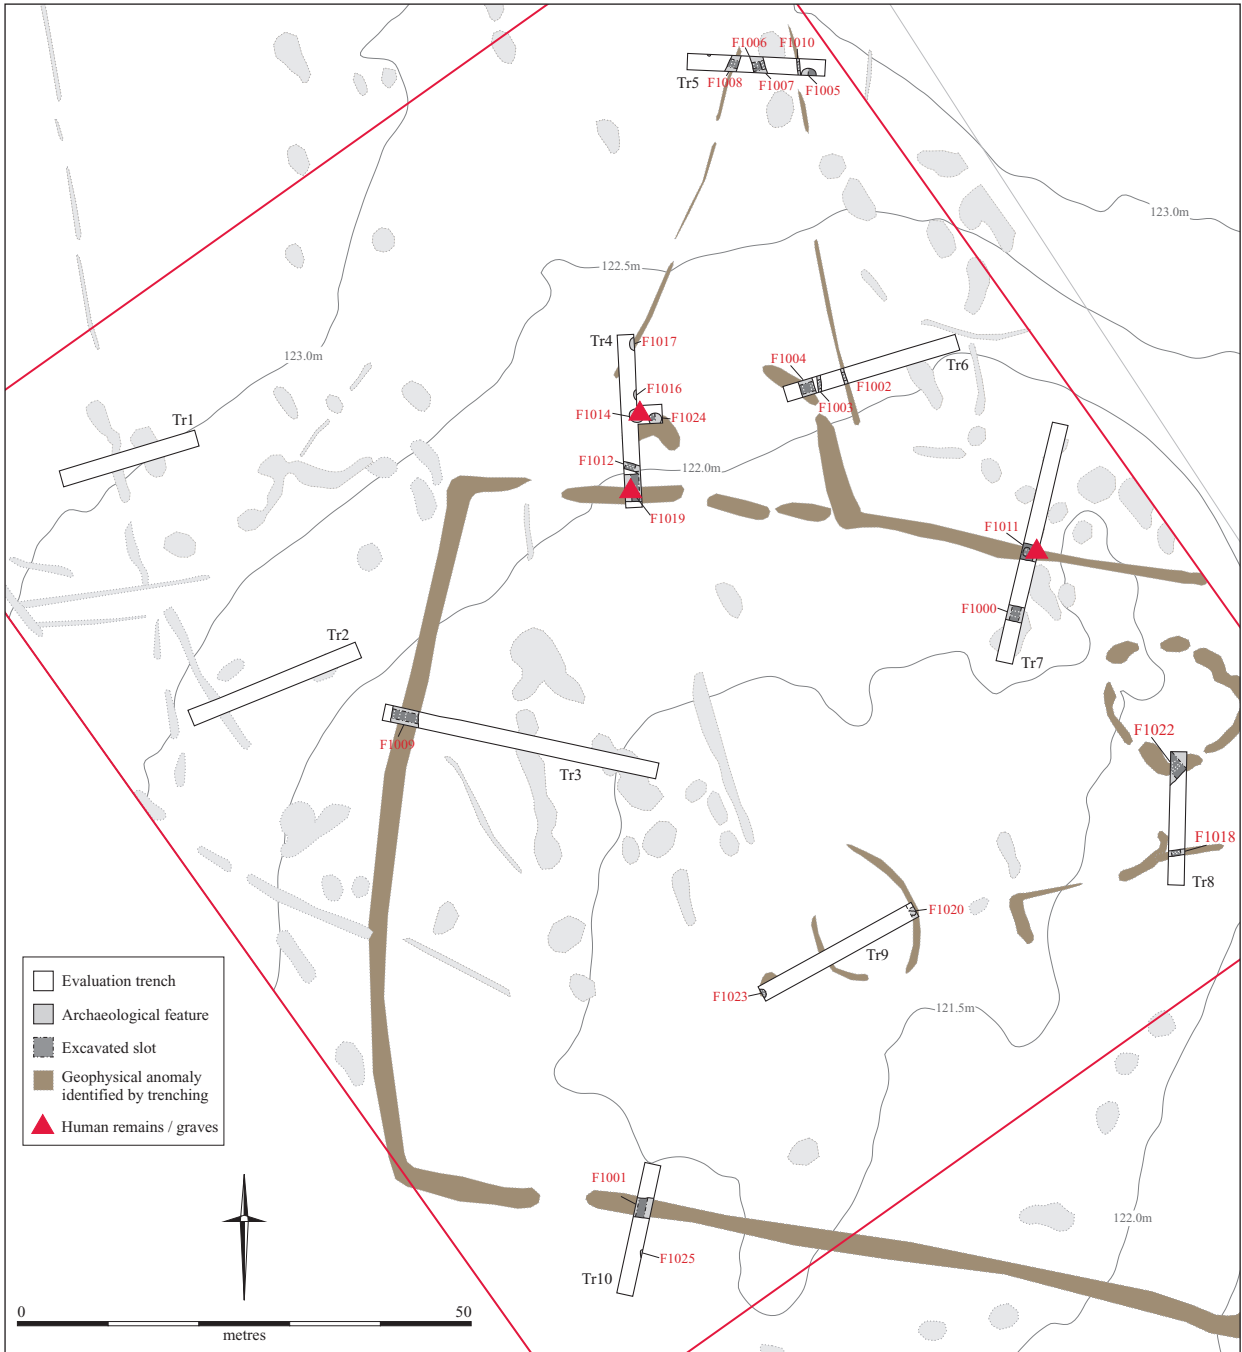 F1006
F1010
Tr5
F1008
F1007
F1005
123.0m
122.5m
Tr4
F1017
123.0m
F1004
Tr6
F1016
F1002
F1003
F1014
F1024
Tr1
F1012
122.0m
F1019
F1011
F1000
Tr2
Tr7
F1022
F1009
Tr3
F1018
Tr8
F1020
Tr9
F1023
121.5m
Evaluation trench
Archaeological feature
Excavated slot
Geophysical anomaly
identified by trenching
Human remains / graves
F1001
122.0m
F1025
Tr10
0
50
metres